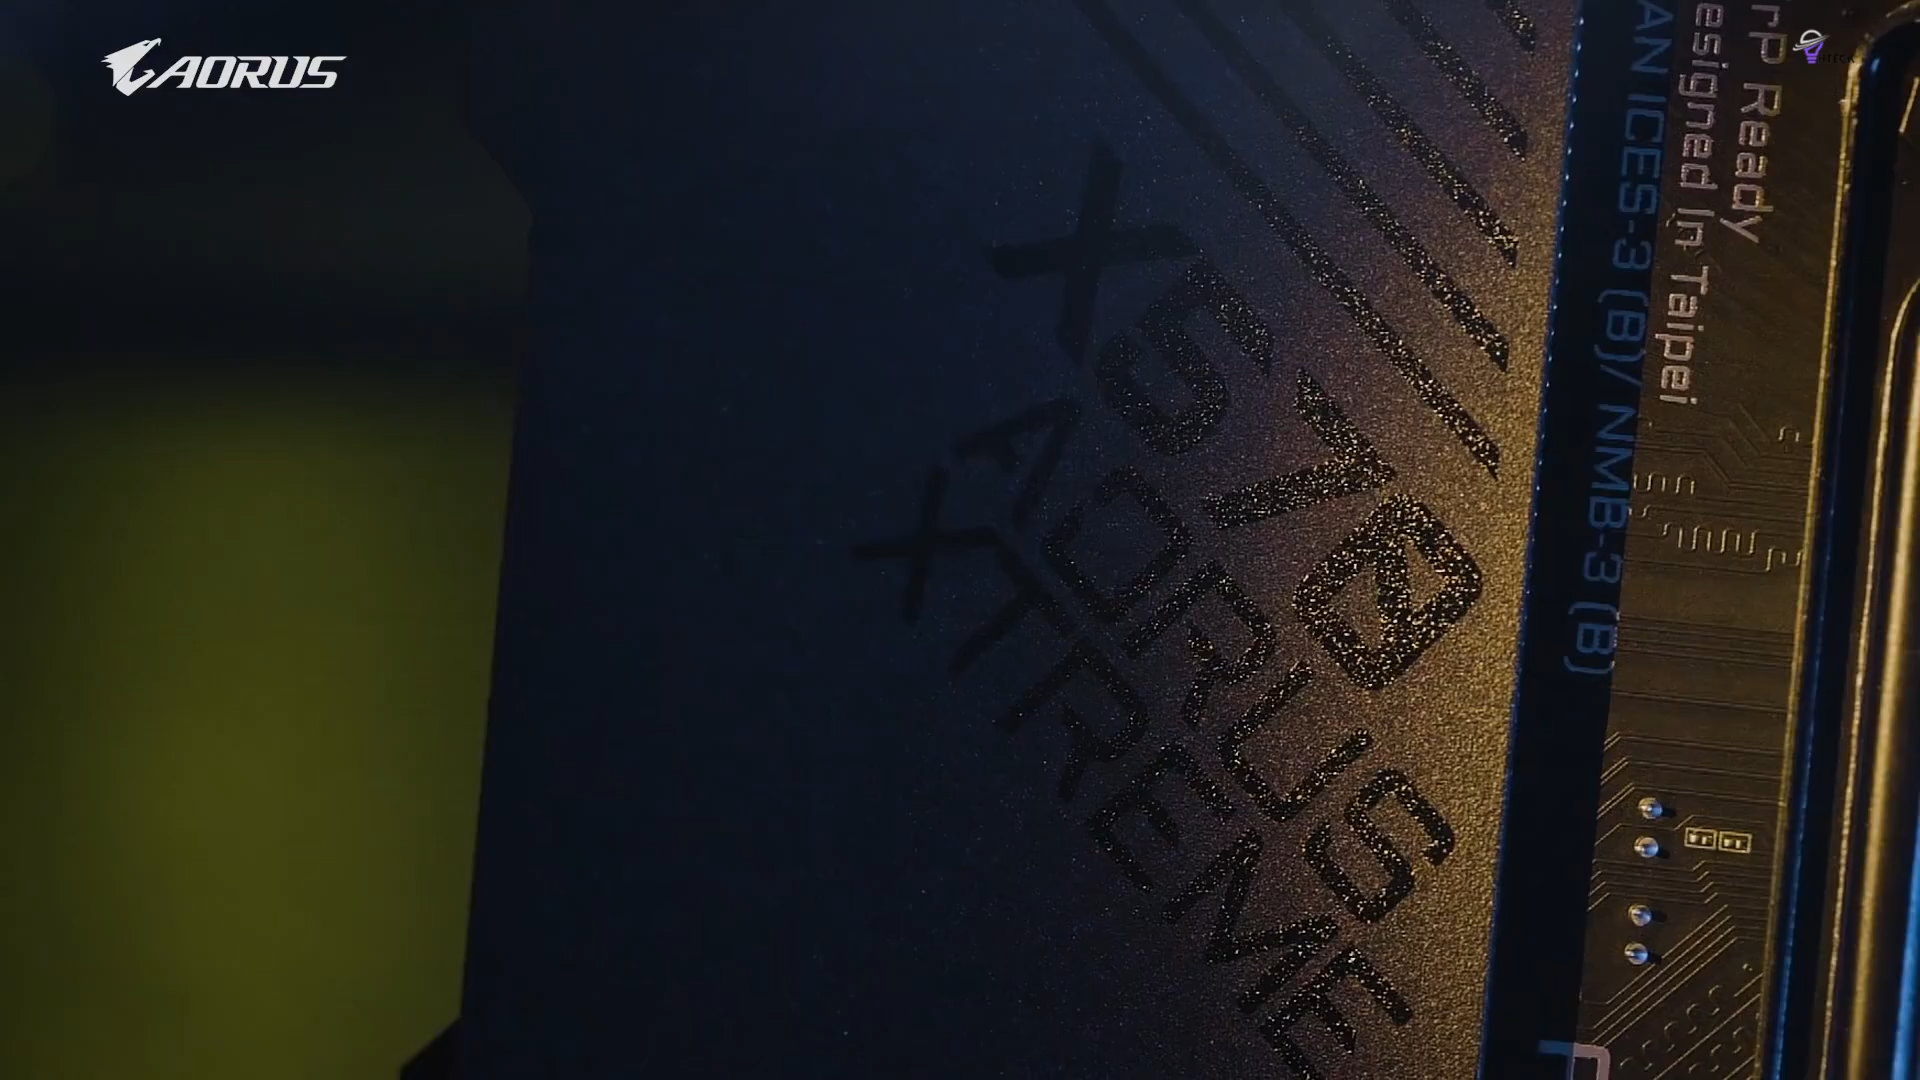 AORUS
X570
AORUS
XTREME
rP Ready
esigned In Taipei
AN ICES-3 (B)/ NMB-3 (B)